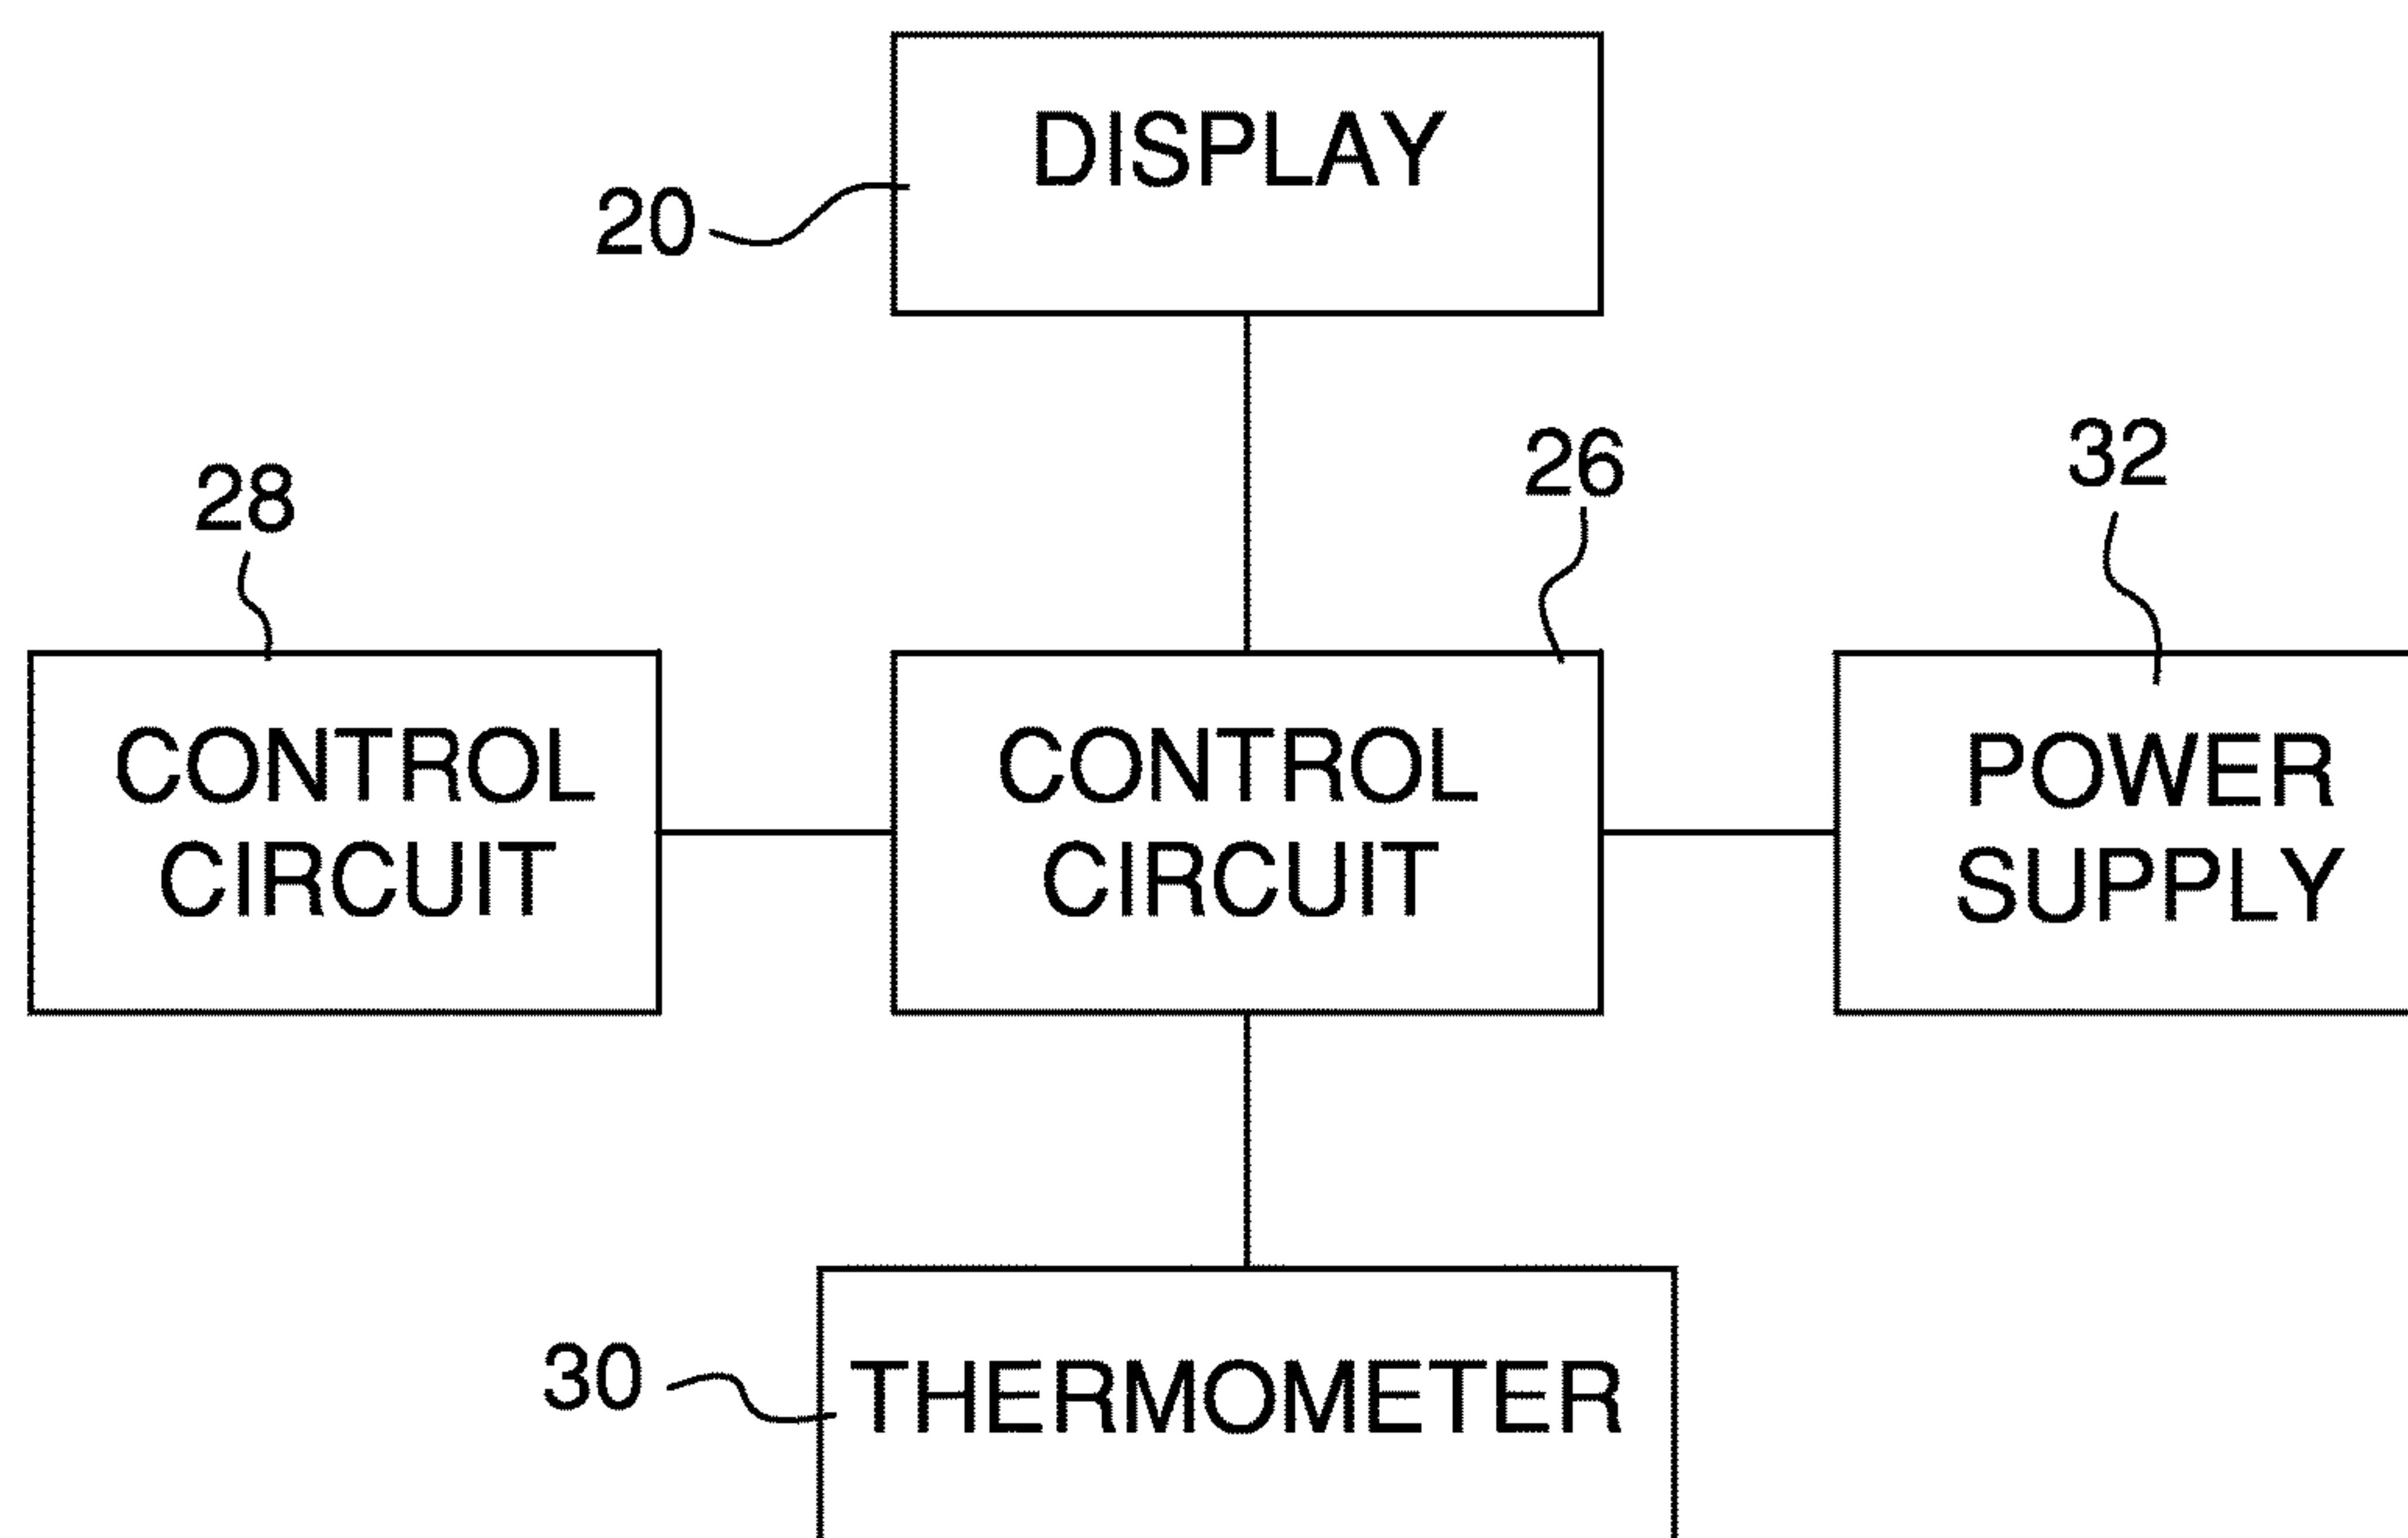 DISPLAY
20
28
26
32
CONTROL
CIRCUIT
CONTROL
CIRCUIT
POWER
SUPPLY
30
THERMOMETER